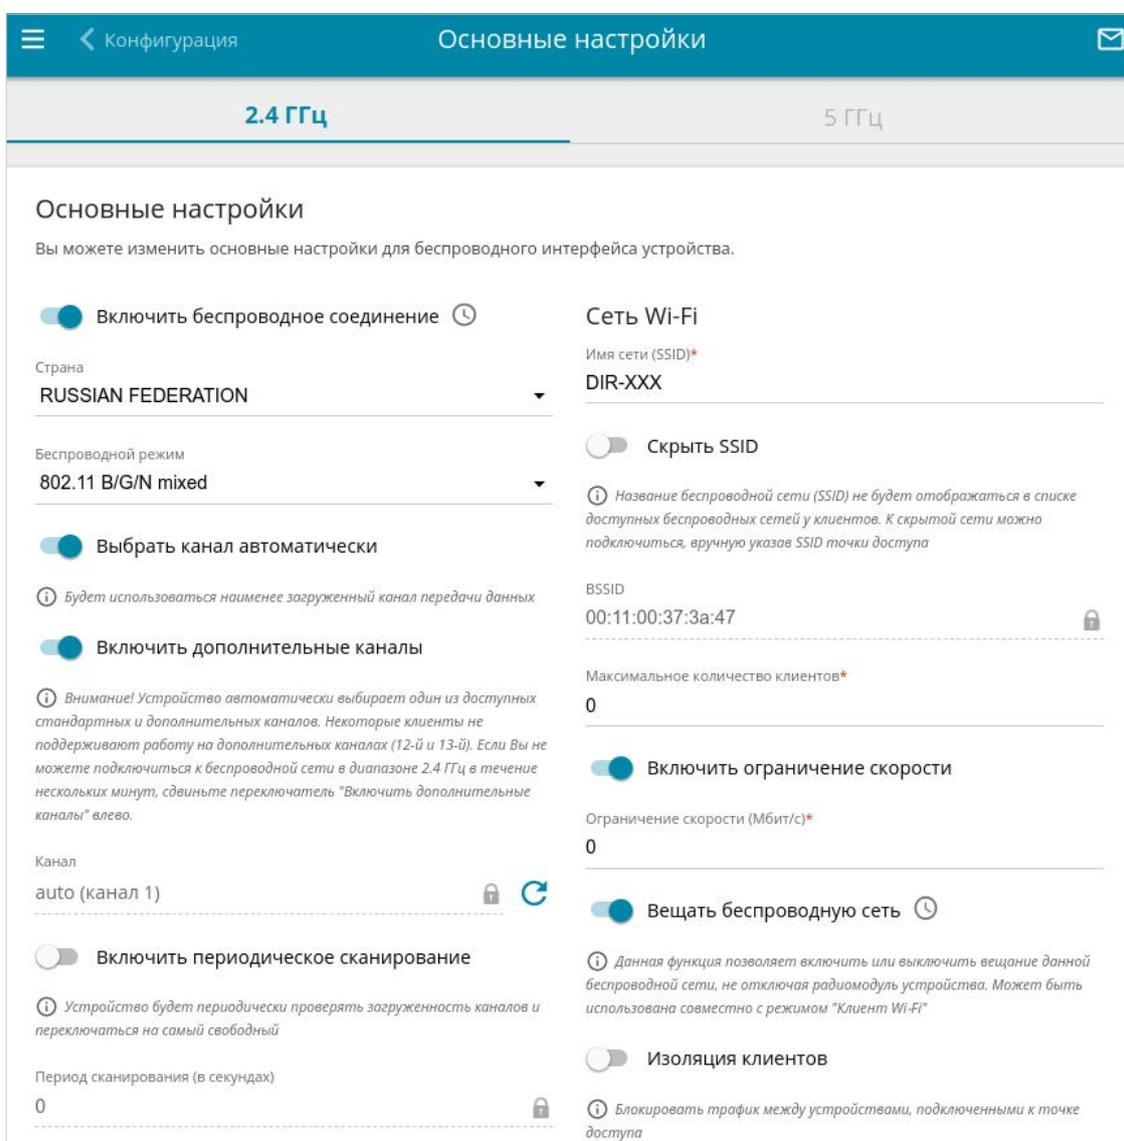 Конфигурация
Основные настройки
2.4 ГГц
5 ГГц
Основные настройки
Вы можете изменить основные настройки для беспроводного интерфейса устройства.
Включить беспроводное соединение
Страна
RUSSIAN FEDERATION
Беспроводной режим
802.11 B/G/N mixed
Выбрать канал автоматически
Будет использоваться наименее загруженный канал передачи данных
Включить дополнительные каналы
Внимание! Устройство автоматически выбирает один из доступных
стандартных и дополнительных каналов. Некоторые клиенты не
поддерживают работу на дополнительных каналах (12-й и 13-й). Если Вы не
можете подключиться к беспроводной сети в диапазоне 2.4 ГГц в течение
нескольких минут, сдвиньте переключатель "Включить дополнительные
каналы" влево.
Канал
auto (канал 1)
Включить периодическое сканирование
Устройство будет периодически проверять загруженность каналов и
переключаться на самый свободный
Период сканирования (в секундах)
0
Сеть Wi-Fi
Имя сети (SSID)*
DIR-XXX
Скрыть SSID
Название беспроводной сети (SSID) не будет отображаться в списке
доступных беспроводных сетей у клиентов. К скрытой сети можно
подключиться, вручную указав SSID точки доступа
BSSID
00:11:00:37:3a:47
Максимальное количество клиентов*
0
Включить ограничение скорости
Ограничение скорости (Мбит/с)*
0
Вещать беспроводную сеть
Данная функция позволяет включить или выключить вещание данной
беспроводной сети, не отключая радиомодуль устройства. Может быть
использована совместно с режимом "Клиент Wi-Fi"
Изоляция клиентов
Блокировать трафик между устройствами, подключенными к точке
доступа